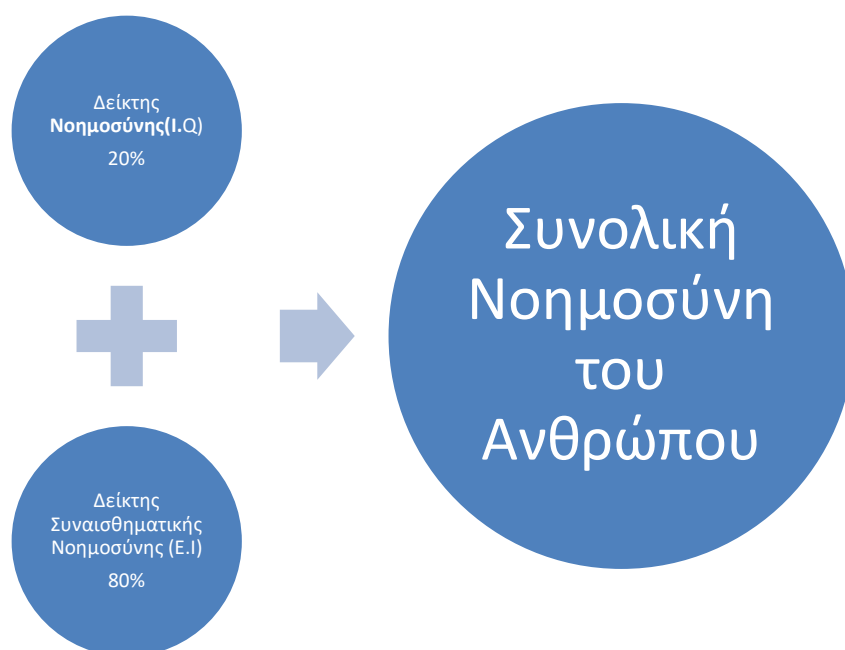 Δείκτης
Νοημοσύνης(I.Q)
20%
Δείκτης
Συναισθηματικής
Νοημοσύνης (E.I)
80%
Συνολική
Νοημοσύνη
του
Ανθρώπου